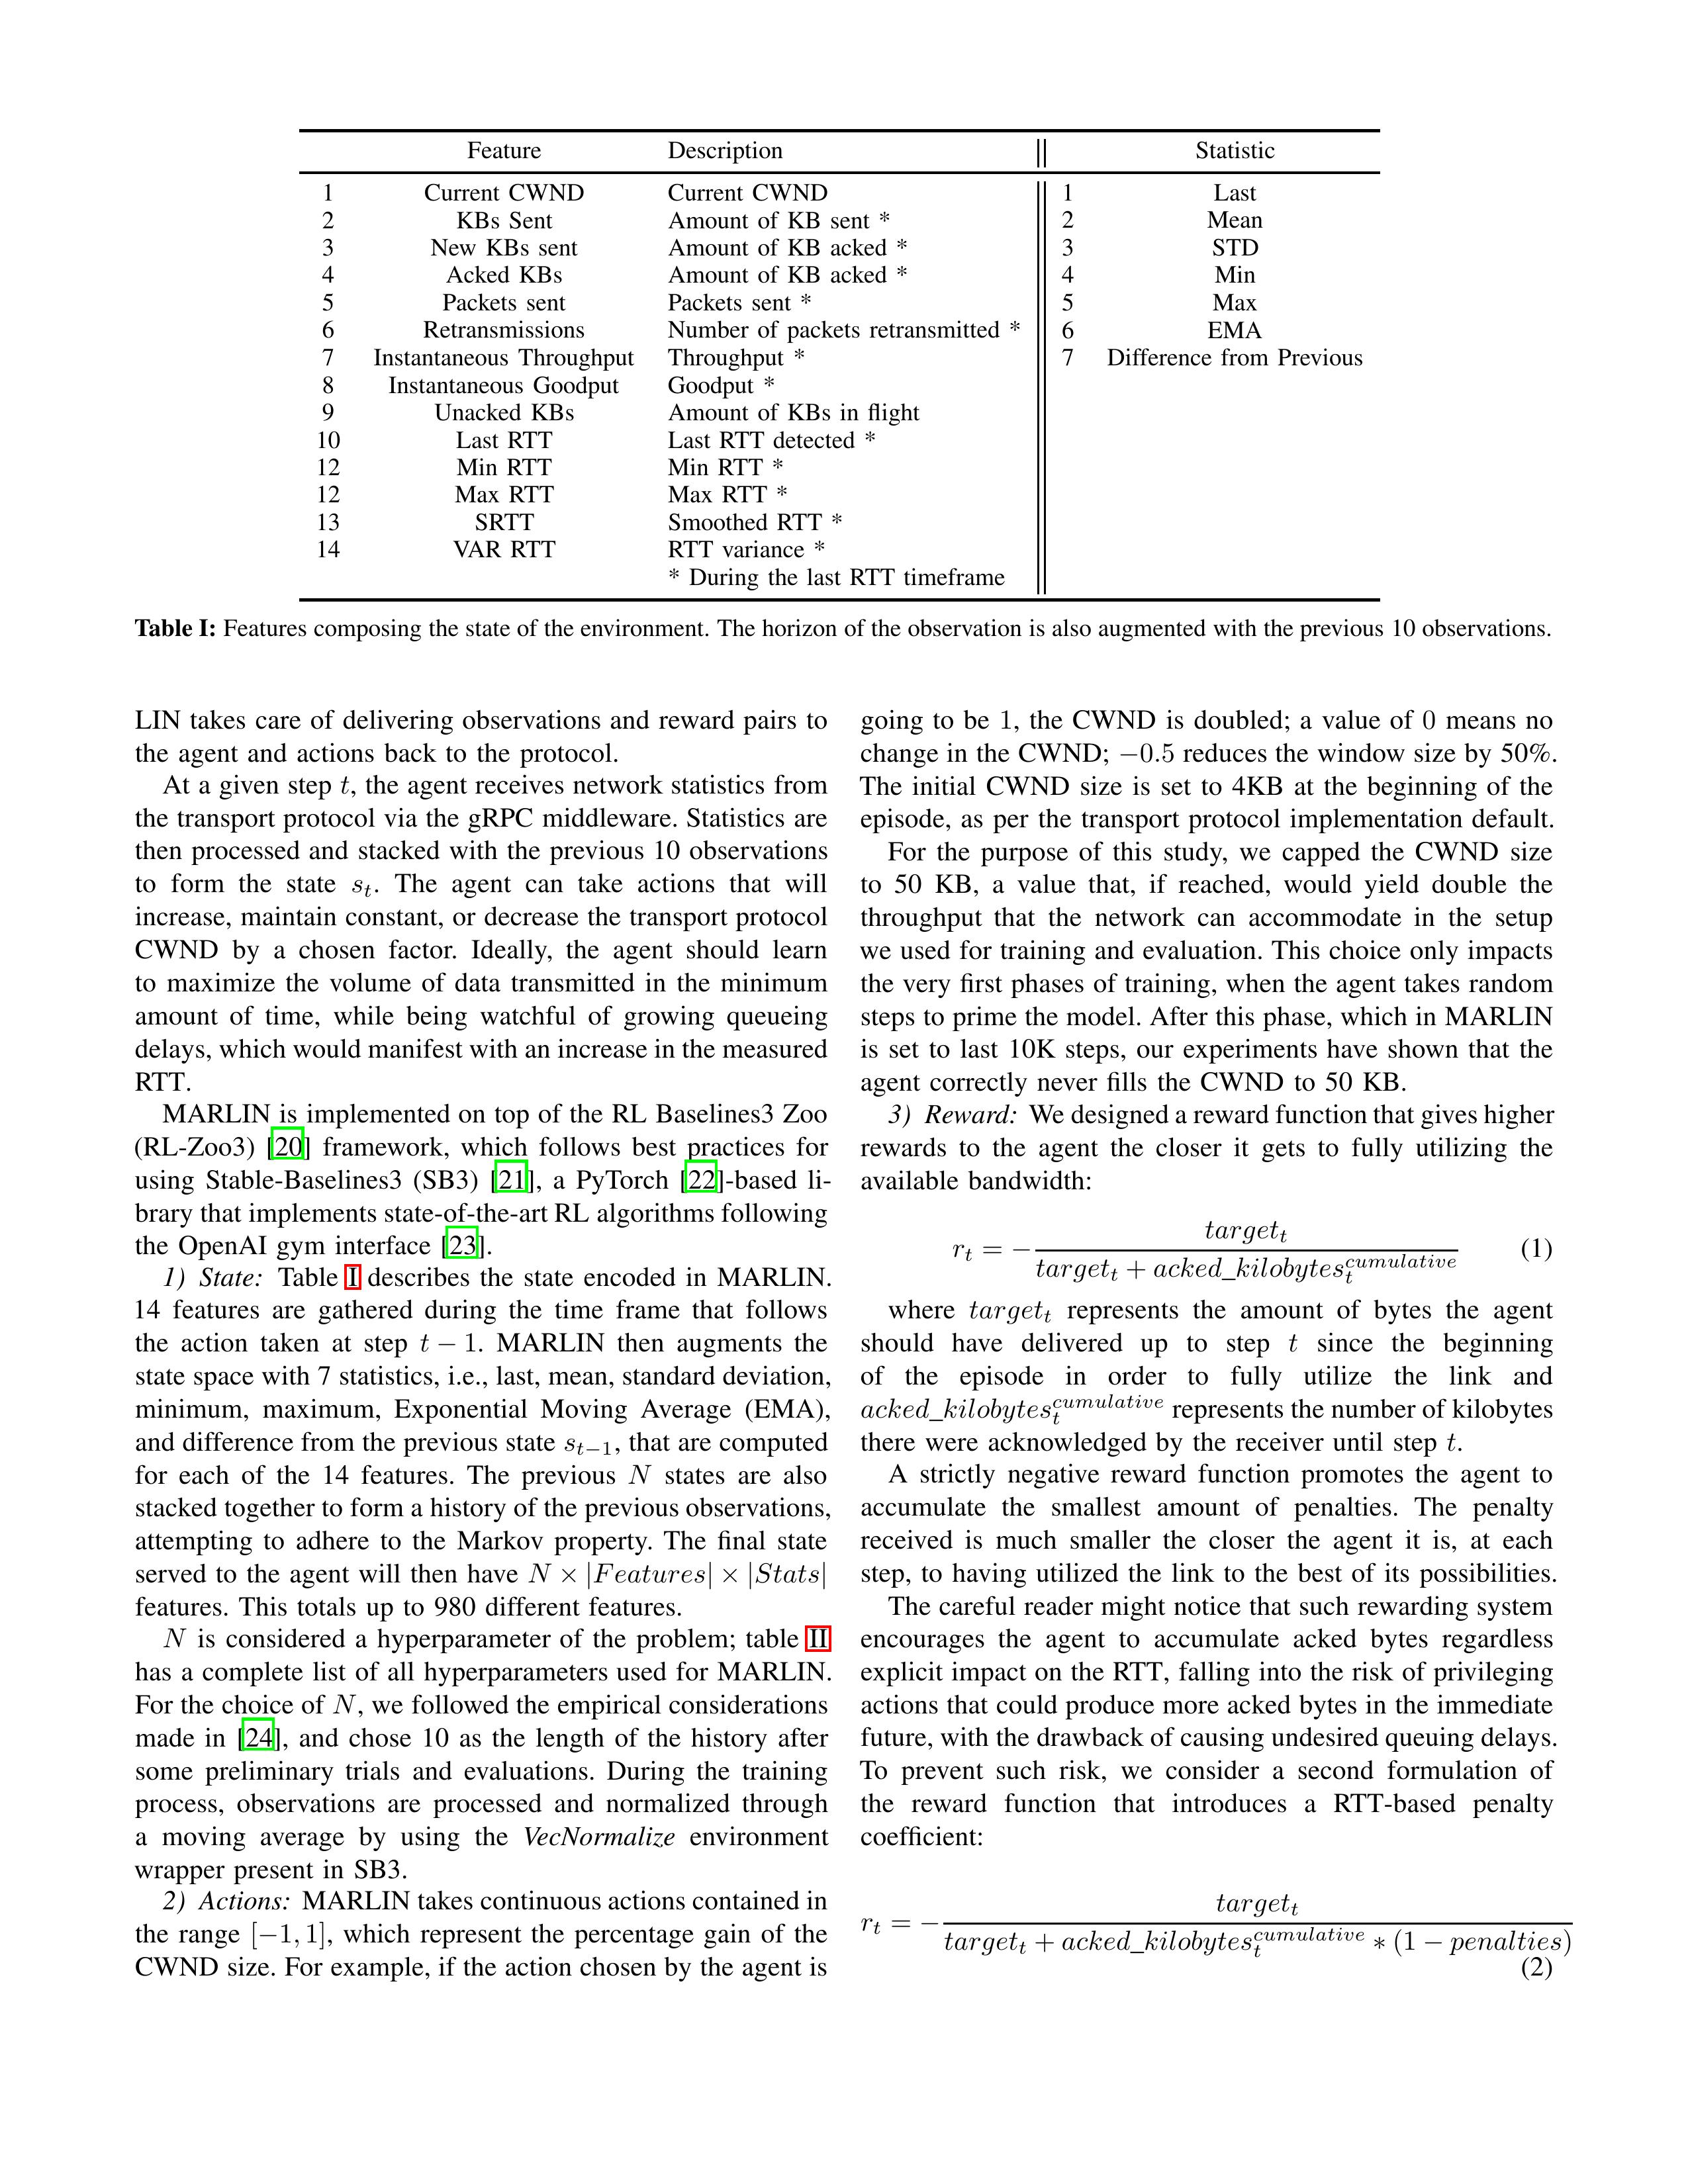 Feature Description Statistic
1 Current CWND Current CWND 1 Last
2 KBs Sent Amount of KB sent * 2 Mean
3 New KBs sent Amount of KB acked * 3 STD
4 Acked KBs Amount of KB acked * 4 Min
5 Packets sent Packets sent * 5 Max
6 Retransmissions Number of packets retransmitted * 6 EMA
7 Instantaneous Throughput Throughput * 7 Difference from Previous
8 Instantaneous Goodput Goodput *
9 Unacked KBs Amount of KBs in flight
10 Last RTT Last RTT detected *
12 Min RTT Min RTT *
12 Max RTT Max RTT *
13 SRTT Smoothed RTT *
14 VAR RTT RTT variance *
* During the last RTT timeframe
Table I: Features composing the state of the environment. The horizon of the observation is also augmented with the previous 10 observations.
LIN takes care of delivering observations and reward pairs to
the agent and actions back to the protocol.
At a given step t, the agent receives network statistics from
the transport protocol via the gRPC middleware. Statistics are
then processed and stacked with the previous 10 observations
to form the state s_t. The agent can take actions that will
increase, maintain constant, or decrease the transport protocol
CWND by a chosen factor. Ideally, the agent should learn
to maximize the volume of data transmitted in the minimum
amount of time, while being watchful of growing queueing
delays, which would manifest with an increase in the measured
RTT.
MARLIN is implemented on top of the RL Baselines3 Zoo
(RL-Zoo3) [20] framework, which follows best practices for
using Stable-Baselines3 (SB3) [21], a PyTorch [22]-based li-
brary that implements state-of-the-art RL algorithms following
the OpenAI gym interface [23].
1) State: Table I describes the state encoded in MARLIN.
14 features are gathered during the time frame that follows
the action taken at step t − 1. MARLIN then augments the
state space with 7 statistics, i.e., last, mean, standard deviation,
minimum, maximum, Exponential Moving Average (EMA),
and difference from the previous state s_{t−1}, that are computed
for each of the 14 features. The previous N states are also
stacked together to form a history of the previous observations,
attempting to adhere to the Markov property. The final state
served to the agent will then have N × |Features| × |Stats|
features. This totals up to 980 different features.
N is considered a hyperparameter of the problem; table II
has a complete list of all hyperparameters used for MARLIN.
For the choice of N, we followed the empirical considerations
made in [24], and chose 10 as the length of the history after
some preliminary trials and evaluations. During the training
process, observations are processed and normalized through
a moving average by using the VecNormalize environment
wrapper present in SB3.
2) Actions: MARLIN takes continuous actions contained in
the range [−1, 1], which represent the percentage gain of the
CWND size. For example, if the action chosen by the agent is
going to be 1, the CWND is doubled; a value of 0 means no
change in the CWND; −0.5 reduces the window size by 50%.
The initial CWND size is set to 4KB at the beginning of the
episode, as per the transport protocol implementation default.
For the purpose of this study, we capped the CWND size
to 50 KB, a value that, if reached, would yield double the
throughput that the network can accommodate in the setup
we used for training and evaluation. This choice only impacts
the very first phases of training, when the agent takes random
steps to prime the model. After this phase, which in MARLIN
is set to last 10K steps, our experiments have shown that the
agent correctly never fills the CWND to 50 KB.
3) Reward: We designed a reward function that gives higher
rewards to the agent the closer it gets to fully utilizing the
available bandwidth:
r_t = − target_t / (target_t + acked_kilobytes_t^{cumulative}) (1)
where target_t represents the amount of bytes the agent
should have delivered up to step t since the beginning
of the episode in order to fully utilize the link and
acked_kilobytes_t^{cumulative} represents the number of kilobytes
there were acknowledged by the receiver until step t.
A strictly negative reward function promotes the agent to
accumulate the smallest amount of penalties. The penalty
received is much smaller the closer the agent it is, at each
step, to having utilized the link to the best of its possibilities.
The careful reader might notice that such rewarding system
encourages the agent to accumulate acked bytes regardless
explicit impact on the RTT, falling into the risk of privileging
actions that could produce more acked bytes in the immediate
future, with the drawback of causing undesired queuing delays.
To prevent such risk, we consider a second formulation of
the reward function that introduces a RTT-based penalty
coefficient:
r_t = − target_t / (target_t + acked_kilobytes_t^{cumulative} ∗ (1 − penalties))
(2)